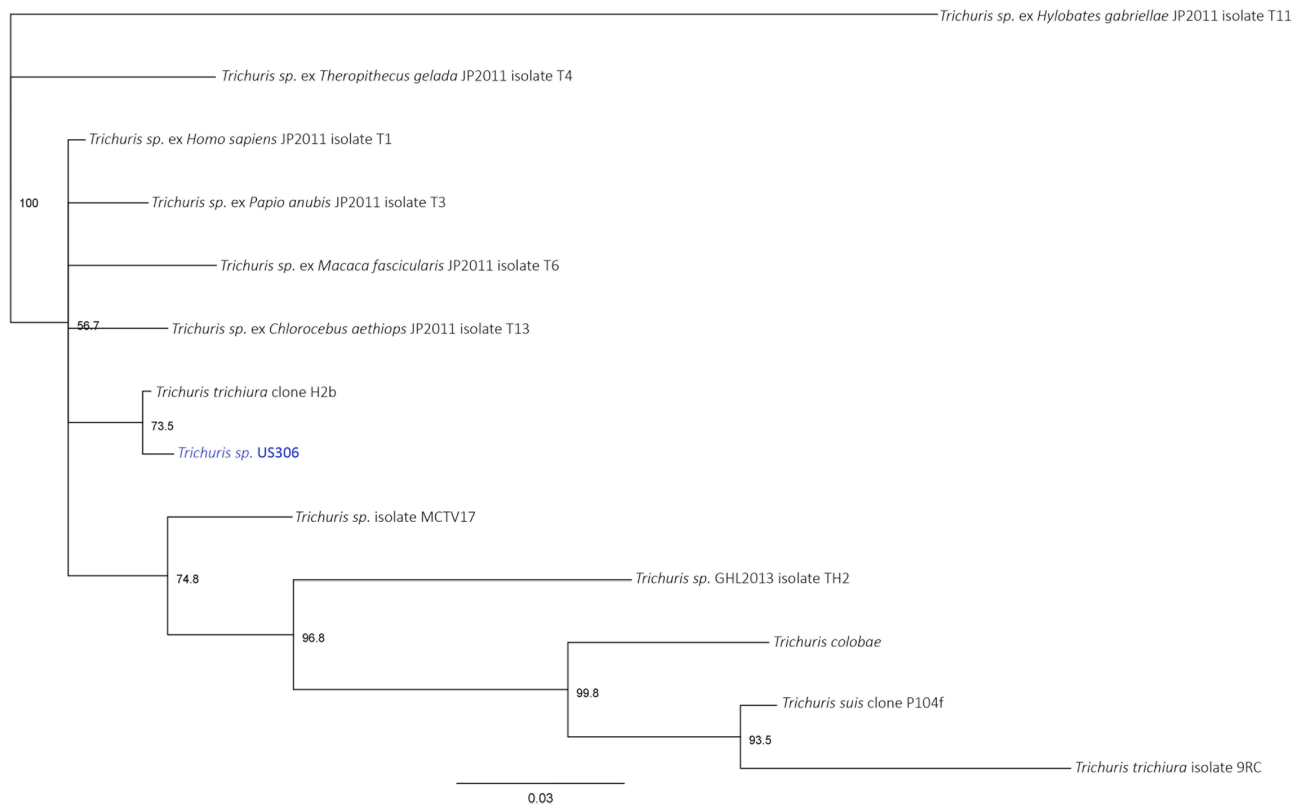 Trichuris sp. ex Hylobates gabriellae JP2011 isolate T11
Trichuris sp. ex Theropithecus gelada JP2011 isolate T4
Trichuris sp. ex Homo sapiens JP2011 isolate T1
100
Trichuris sp. ex Papio anubis JP2011 isolate T3
Trichuris sp. ex Macaca fascicularis JP2011 isolate T6
56.7
Trichuris sp. ex Chlorocebus aethiops JP2011 isolate T13
Trichuris trichiura clone H2b
73.5
Trichuris sp. US306
Trichuris sp. isolate MCTV17
74.8
Trichuris sp. GHL2013 isolate TH2
96.8
Trichuris colobae
99.8
Trichuris suis clone P104f
93.5
Trichuris trichiura isolate 9RC
0.03